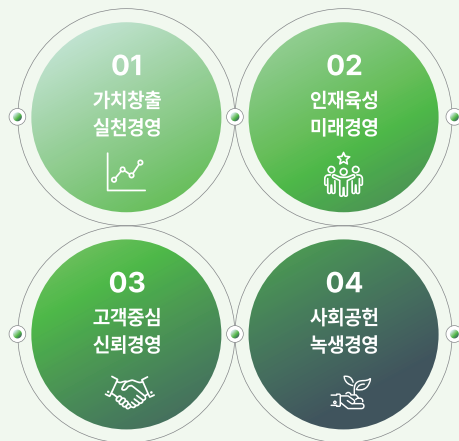 01
가치창출
실천경영
02
인재육성
미래경영
03
고객중심
신뢰경영
04
사회공헌
녹생경영